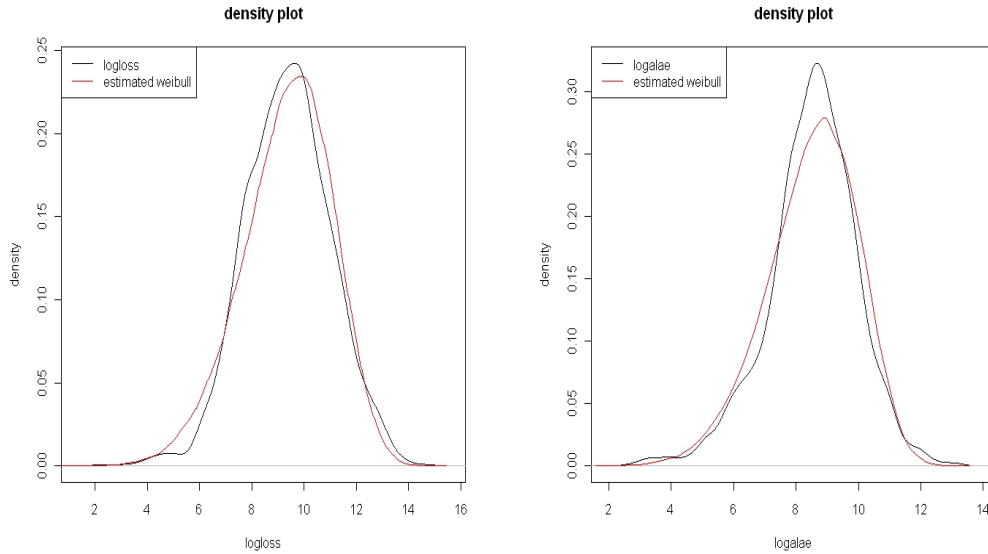 density plot
logloss
estimated weibull
0.25
0.20
0.15
0.10
0.05
0.00
density
2 4 6 8 10 12 14 16
logloss
density plot
logalae
estimated weibull
0.30
0.25
0.20
0.15
0.10
0.05
0.00
density
2 4 6 8 10 12 14
logalae